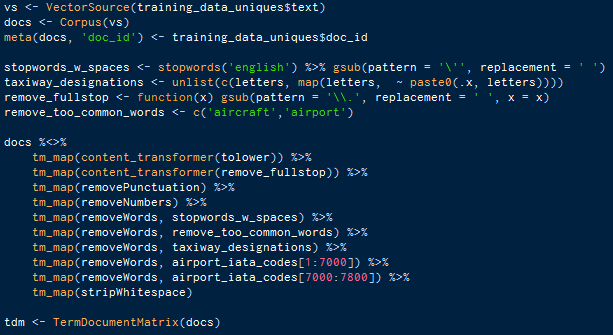 vs <- VectorSource(training_data_uniques$text)
docs <- Corpus(vs)
meta(docs, 'doc_id') <- training_data_uniques$doc_id

stopwords_w_spaces <- stopwords('english') %>% gsub(pattern = '\'', replacement = ' ')
taxiway_designations <- unlist(c(letters, map(letters,  ~ paste0(.x, letters))))
remove_fullstop <- function(x) gsub(pattern = '\\.', replacement = ' ', x = x)
remove_too_common_words <- c('aircraft','airport')

docs %<>%
    tm_map(content_transformer(tolower)) %>%
    tm_map(content_transformer(remove_fullstop)) %>%
    tm_map(removePunctuation) %>%
    tm_map(removeNumbers) %>%
    tm_map(removeWords, stopwords_w_spaces) %>%
    tm_map(removeWords, remove_too_common_words) %>%
    tm_map(removeWords, taxiway_designations) %>%
    tm_map(removeWords, airport_iata_codes[1:7000]) %>%
    tm_map(removeWords, airport_iata_codes[7000:7800]) %>%
    tm_map(stripWhitespace)

tdm <- TermDocumentMatrix(docs)